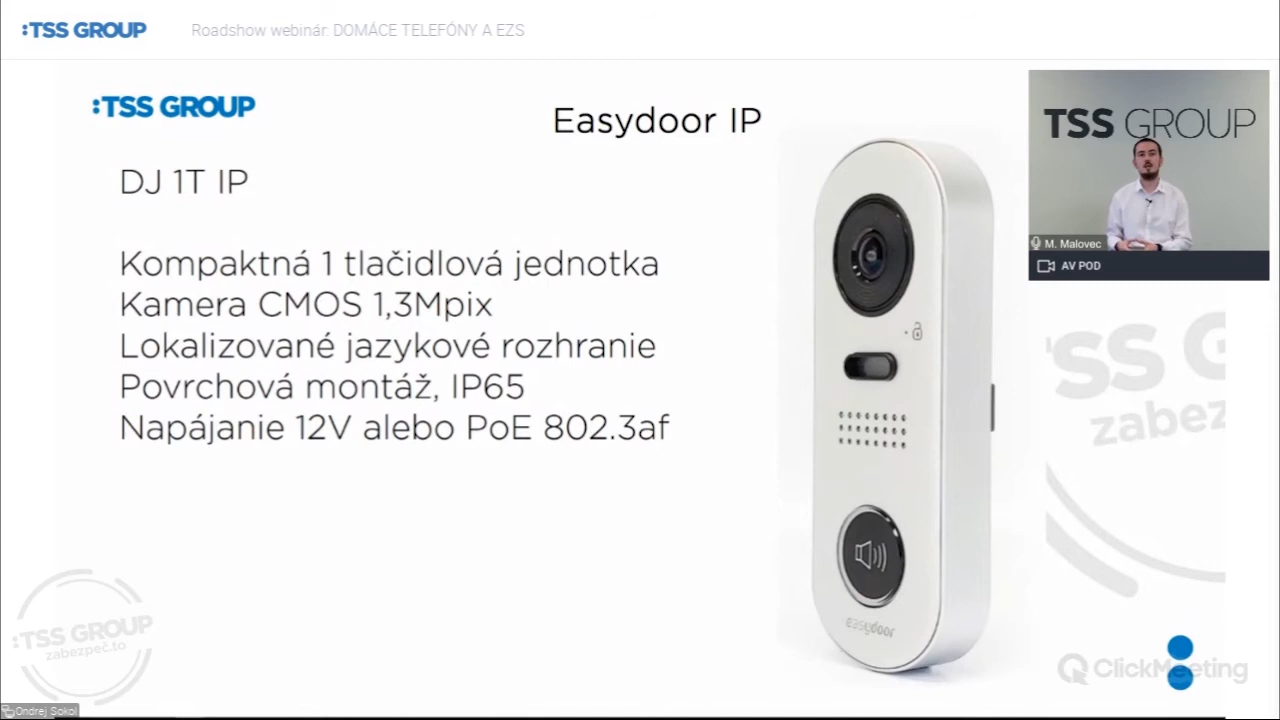 :TSS GROUP
Roadshow webinár: DOMÁCE TELEFÓNY A EZS
:TSS GROUP
Easydoor IP
DJ 1T IP
Kompaktná 1 tlačidlová jednotka
Kamera CMOS 1,3Mpix
Lokalizované jazykové rozhranie
Povrchová montáž, IP65
Napájanie 12V alebo PoE 802.3af
easydoor
TSS GROUP
M. Malovec
AV POD
SS G
zabez
:TSS GROUP
zabezpeč.to
ClickMeeting
Ondrej Sokol